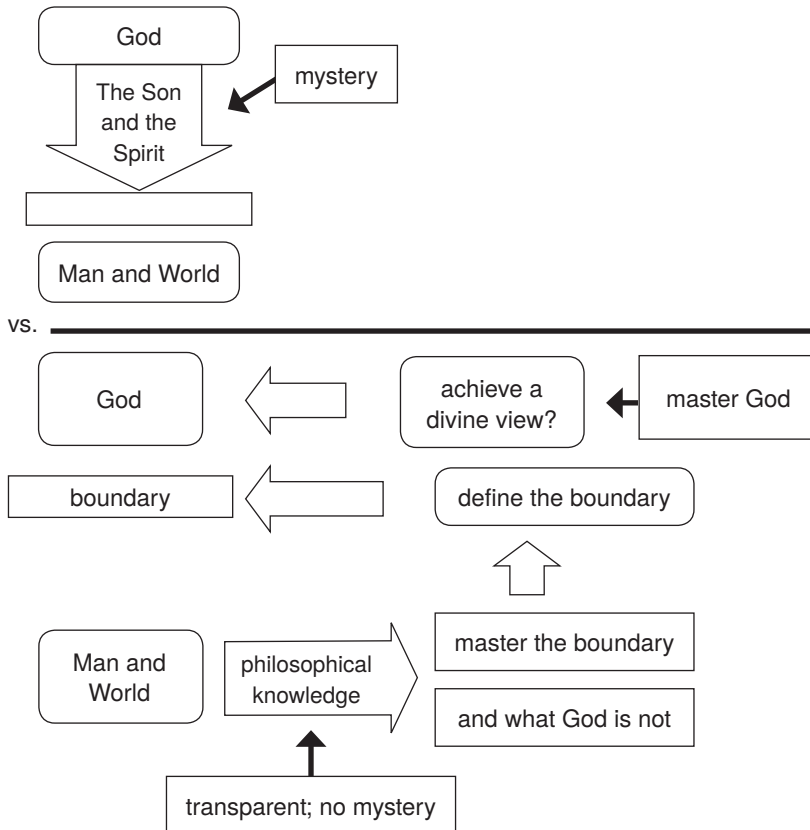 God
mystery
The Son
and the
Spirit
Man and World
vs.
God
achieve a
divine view?
master God
boundary
define the boundary
Man and
World
philosophical
knowledge
master the boundary
and what God is not
transparent; no mystery